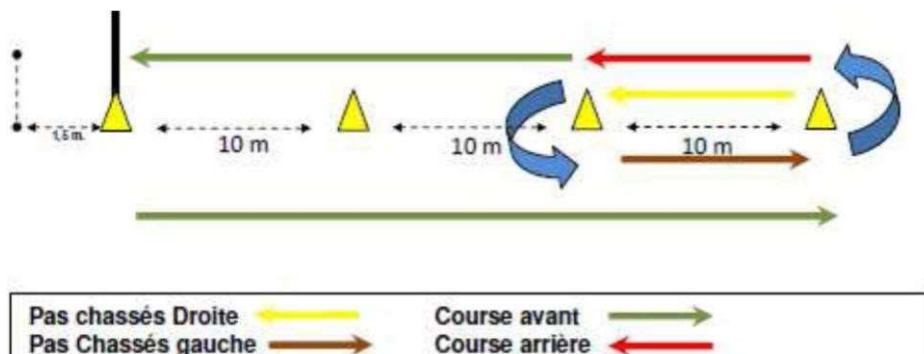 1,5 m.
10 m
10 m
10 m
Pas chassés Droite
Course avant
Pas Chassés gauche
Course arrière